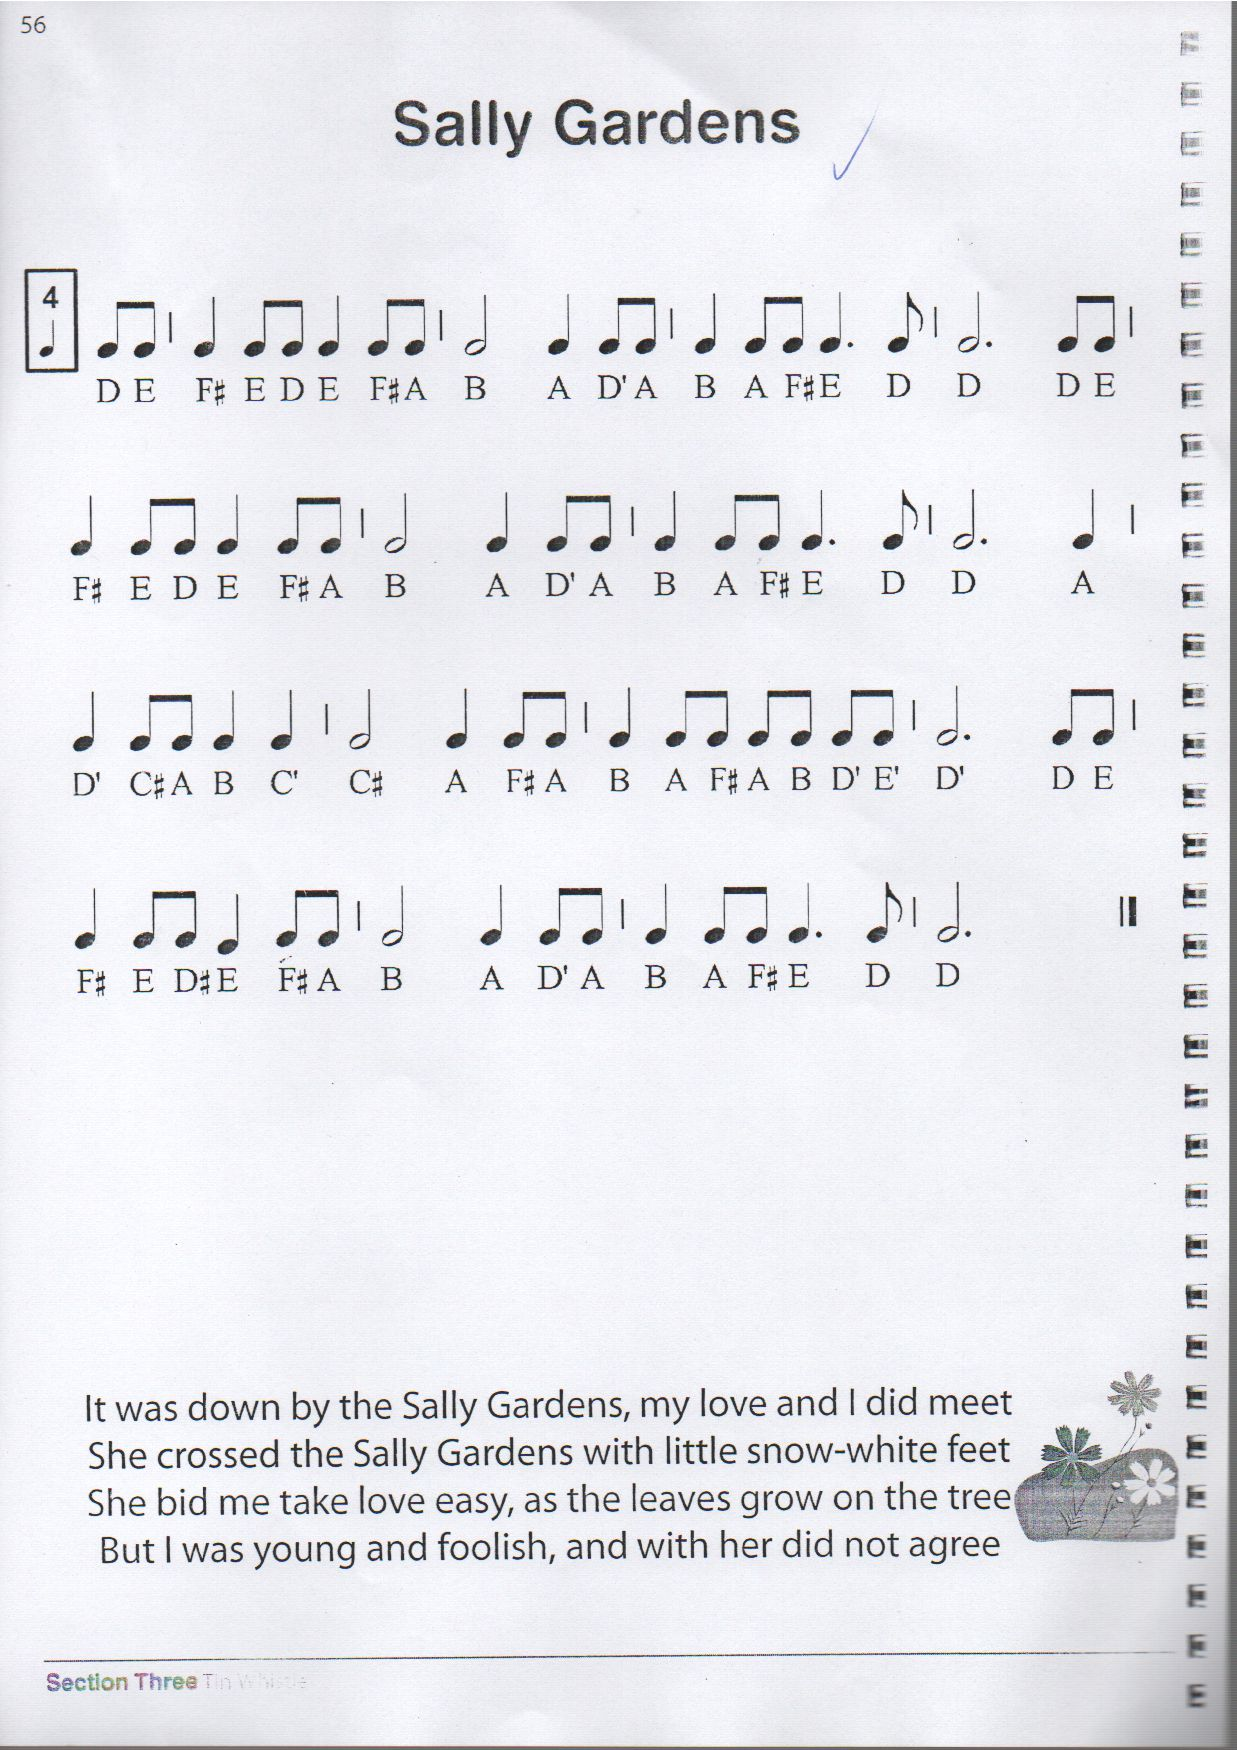 56
Sally Gardens
4
D E F♯ E D E F♯ A B A D' A B A F♯ E D D D E
F♯ E D E F♯ A B A D' A B A F♯ E D D A
D' C♯ A B C' C♯ A F♯ A B A F♯ A B D' E' D' D E
F♯ E D♯ E F♯ A B A D' A B A F♯ E D D
It was down by the Sally Gardens, my love and I did meet
She crossed the Sally Gardens with little snow-white feet
She bid me take love easy, as the leaves grow on the tree
But I was young and foolish, and with her did not agree
Section Three Tin Whistle